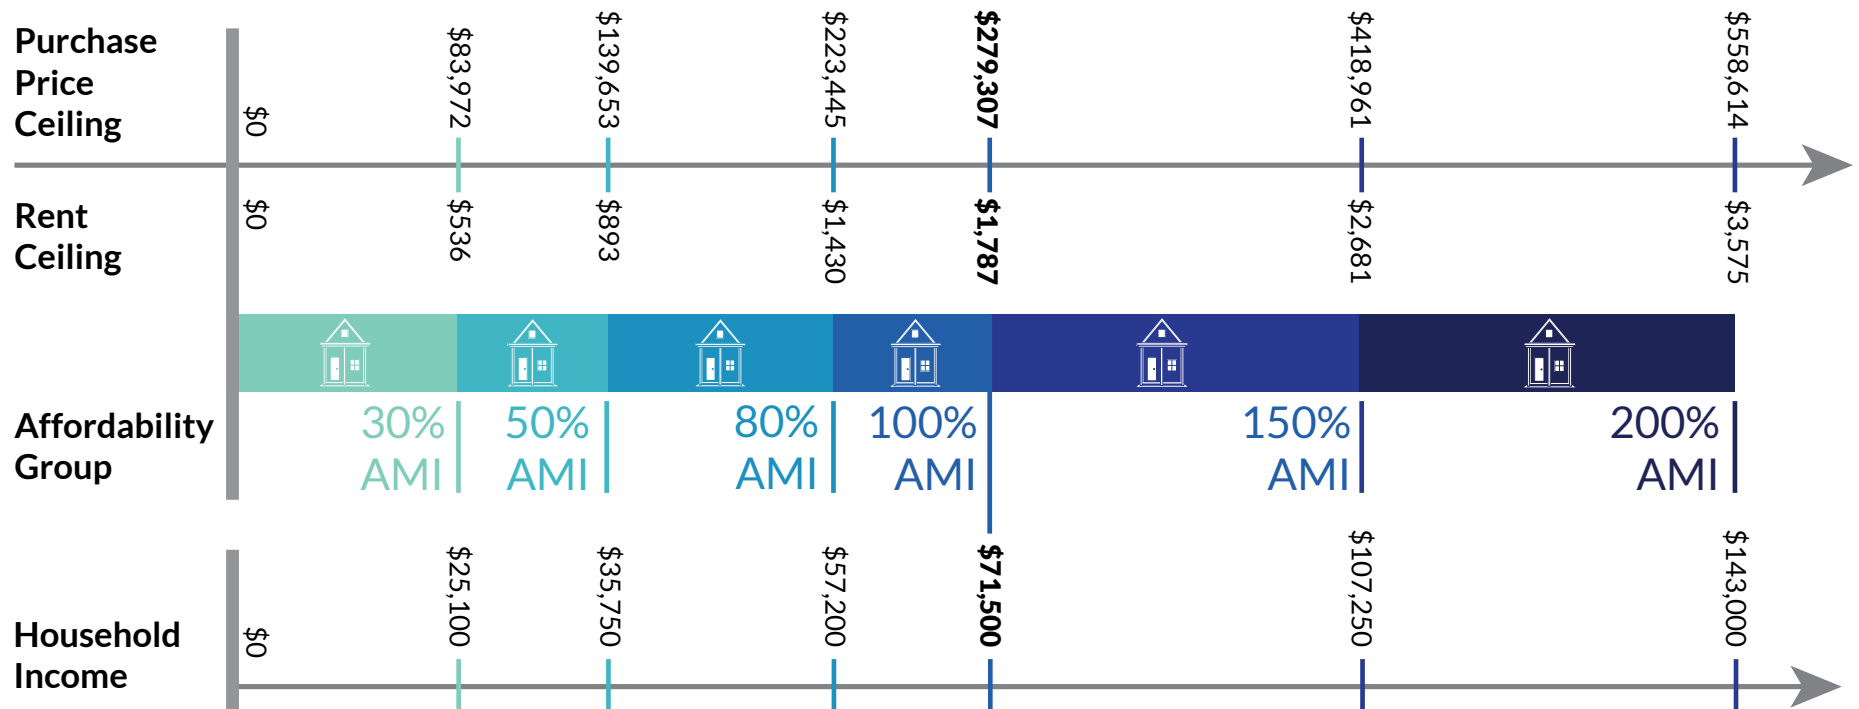 Purchase
Price
Ceiling
$0
$83,972
$139,653
$223,445
$279,307
$418,961
$558,614
Rent
Ceiling
$0
$536
$893
$1,430
$1,787
$2,681
$3,575
Affordability
Group
30%
AMI
50%
AMI
80%
AMI
100%
AMI
150%
AMI
200%
AMI
Household
Income
$0
$25,100
$35,750
$57,200
$71,500
$107,250
$143,000